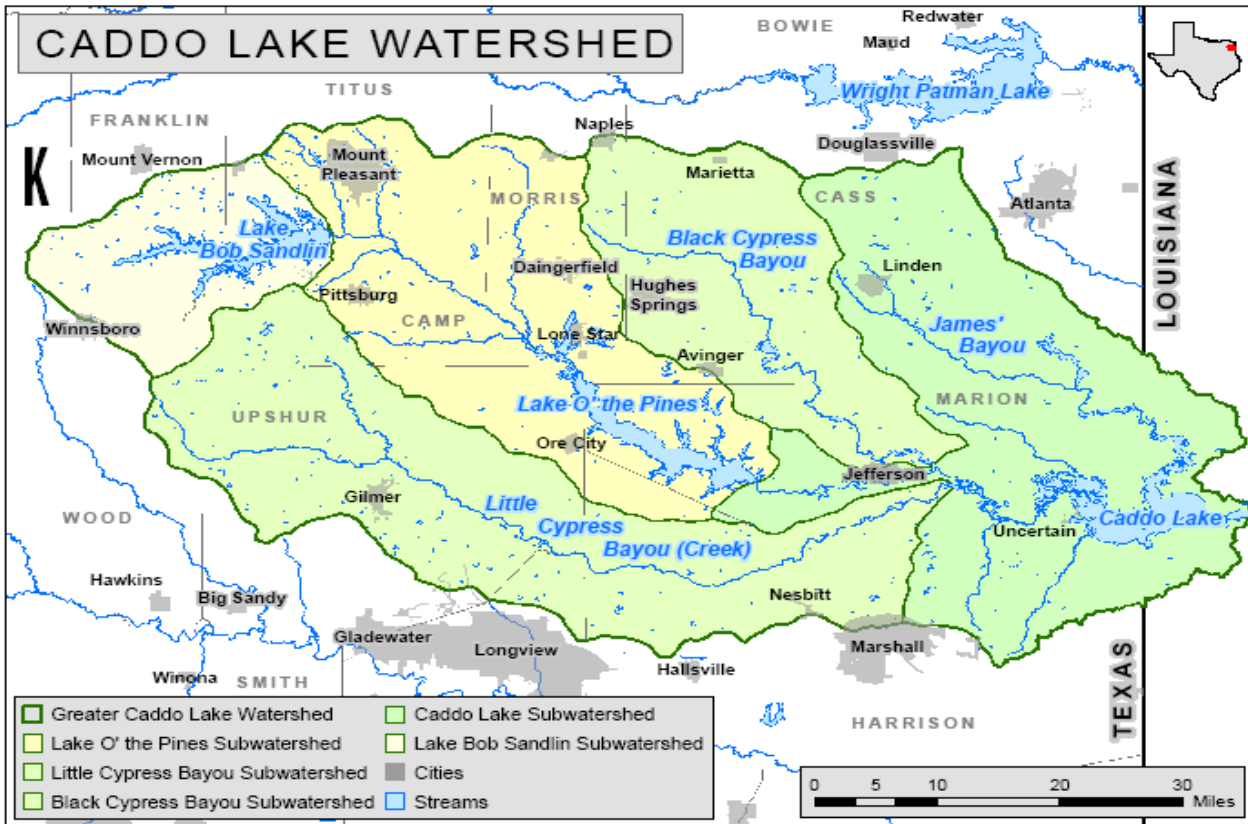 CADDO LAKE WATERSHED
BOWIE
Redwater
Maud
Wright Patman Lake
TITUS
FRANKLIN
Naples
Mount Vernon
Mount
Pleasant
Douglassville
Marietta
K
MORRIS
CASS
Atlanta
LOUISIANA
Lake
Bob Sandlin
Black Cypress
Bayou
Daingerfield
Linden
Hughes
Springs
Pittsburg
CAMP
Winnsboro
Lone Star
James'
Bayou
Avinger
UPSHUR
Lake O' the Pines
MARION
Ore City
Jefferson
Gilmer
Little
Cypress
Bayou (Creek)
WOOD
Caddo Lake
Uncertain
Hawkins
Big Sandy
Nesbitt
Gladewater
Longview
Marshall
Hallsville
Winona
SMITH
HARRISON
TEXAS
Greater Caddo Lake Watershed
Lake O' the Pines Subwatershed
Little Cypress Bayou Subwatershed
Black Cypress Bayou Subwatershed
Caddo Lake Subwatershed
Lake Bob Sandlin Subwatershed
Cities
Streams
0 5 10 20 30
Miles